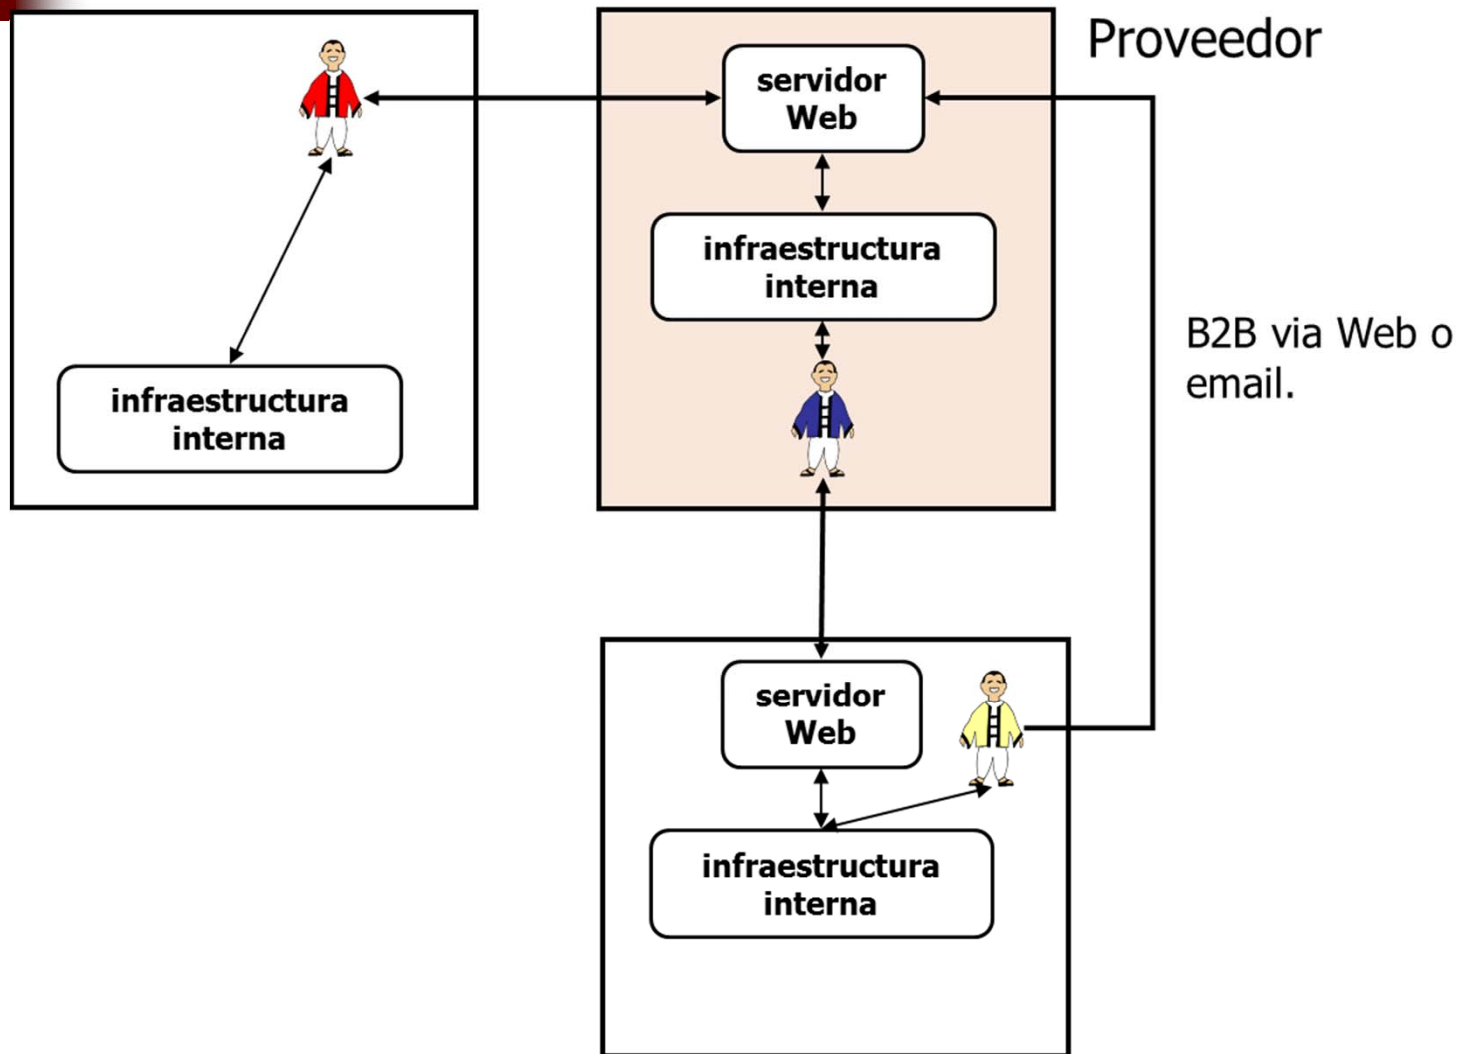 Proveedor
servidor
Web
infraestructura
interna
infraestructura
interna
B2B via Web o
email.
servidor
Web
infraestructura
interna